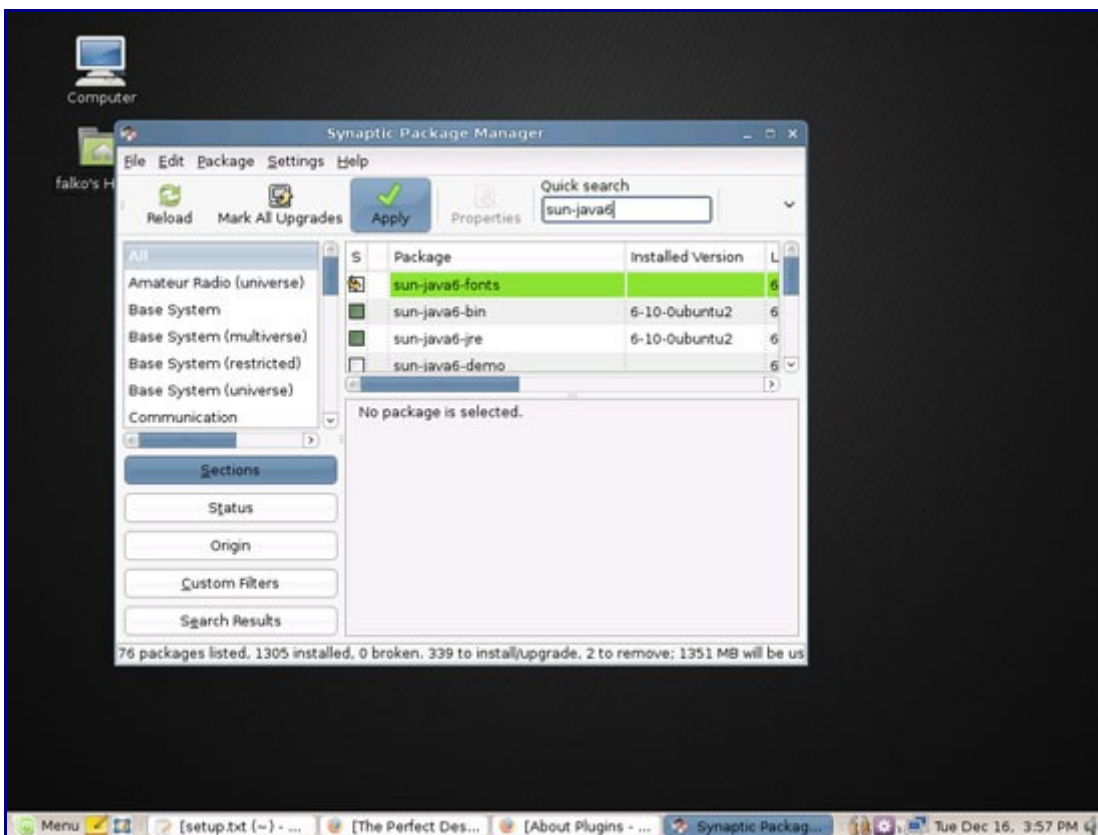 Computer
falko's H
Synaptic Package Manager
File Edit Package Settings Help
Reload
Mark All Upgrades
Apply
Properties
Quick search
sun-java6
All
Amateur Radio (universe)
Base System
Base System (multiverse)
Base System (restricted)
Base System (universe)
Communication
S Package Installed Version L
sun-java6-fonts 6
sun-java6-bin 6-10-0ubuntu2 6
sun-java6-jre 6-10-0ubuntu2 6
sun-java6-demo 6
No package is selected.
Sections
Status
Origin
Custom Filters
Search Results
76 packages listed, 1305 installed, 0 broken. 339 to install/upgrade, 2 to remove; 1351 MB will be us
Menu [setup.txt (~) - ... [The Perfect Des... [About Plugins - ... Synaptic Packag... Tue Dec 16, 3:57 PM